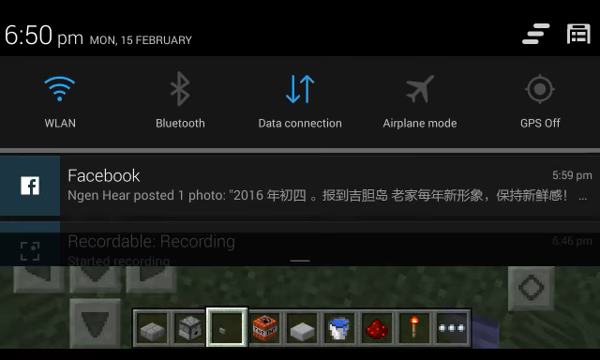 6:50 pm MON, 15 FEBRUARY
WLAN
Bluetooth
Data connection
Airplane mode
GPS Off
Facebook
5:59 pm
Ngen Hear posted 1 photo: "2016 年初四 。报到吉胆岛 老家每年新形象，保持新鲜感！ ...
Recordable: Recording
6:46 pm
Started recording